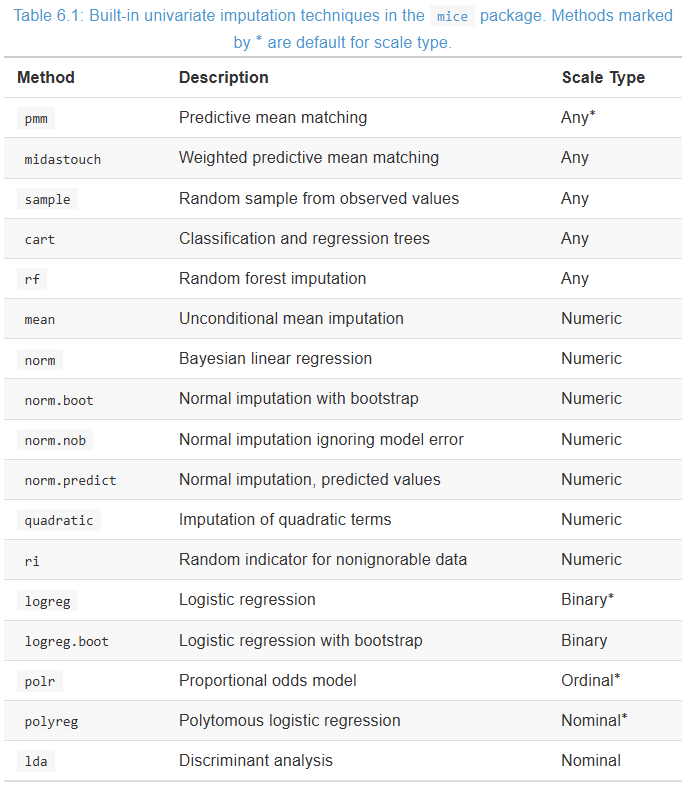 Table 6.1: Built-in univariate imputation techniques in the mice package. Methods marked
by * are default for scale type.
Method Description Scale Type
pmm Predictive mean matching Any*
midastouch Weighted predictive mean matching Any
sample Random sample from observed values Any
cart Classification and regression trees Any
rf Random forest imputation Any
mean Unconditional mean imputation Numeric
norm Bayesian linear regression Numeric
norm.boot Normal imputation with bootstrap Numeric
norm.nob Normal imputation ignoring model error Numeric
norm.predict Normal imputation, predicted values Numeric
quadratic Imputation of quadratic terms Numeric
ri Random indicator for nonignorable data Numeric
logreg Logistic regression Binary*
logreg.boot Logistic regression with bootstrap Binary
polr Proportional odds model Ordinal*
polyreg Polytomous logistic regression Nominal*
lda Discriminant analysis Nominal